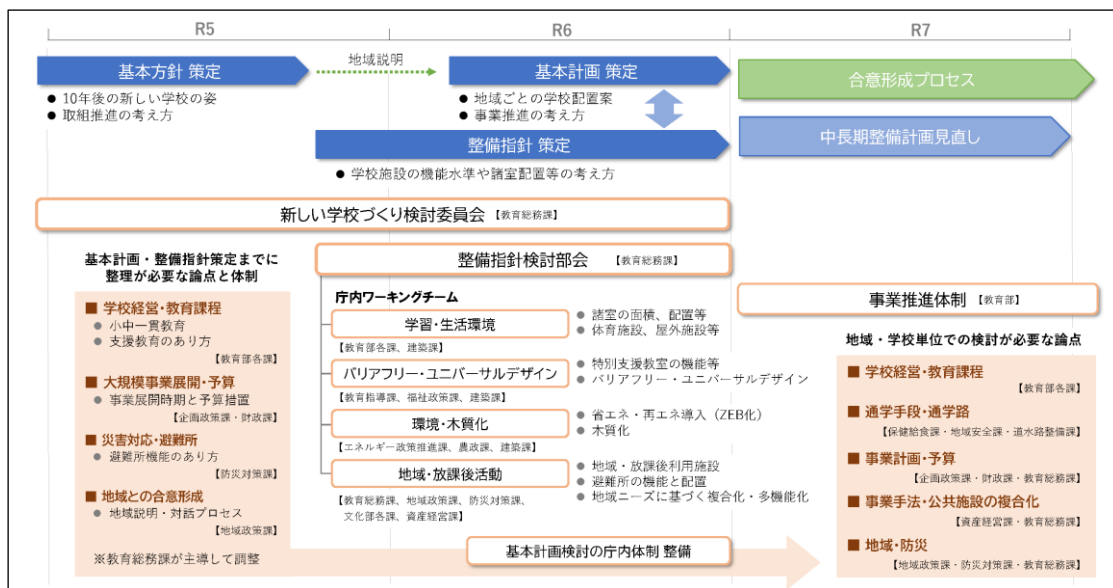 R5
R6
R7
基本方針 策定
地域説明
基本計画 策定
合意形成プロセス
● 10年後の新しい学校の姿
● 取組推進の考え方
● 地域ごとの学校配置案
● 事業推進の考え方
整備指針 策定
中長期整備計画見直し
● 学校施設の機能水準や諸室配置等の考え方
新しい学校づくり検討委員会 【教育総務課】
基本計画・整備指針策定までに
整理が必要な論点と体制
■ 学校経営・教育課程
● 小中一貫教育
● 支援教育のあり方
【教育部各課】
■ 大規模事業展開・予算
● 事業展開時期と予算措置
【企画政策課・財政課】
■ 災害対応・避難所
● 避難所機能のあり方
【防災対策課】
■ 地域との合意形成
● 地域説明・対話プロセス
【地域政策課】
※教育総務課が主導して調整
整備指針検討部会 【教育総務課】
庁内ワーキングチーム
学習・生活環境
【教育部各課、建築課】
● 諸室の面積、配置等
● 体育施設、屋外施設等
バリアフリー・ユニバーサルデザイン
【教育指導課、福祉政策課、建築課】
● 特別支援教室の機能等
● バリアフリー・ユニバーサルデザイン
環境・木質化
【エネルギー政策推進課、農政課、建築課】
● 省エネ・再エネ導入（ZEB化）
● 木質化
地域・放課後活動
【教育総務課、地域政策課、防災対策課、
文化部各課、資産経営課】
● 地域・放課後利用施設
● 避難所の機能と配置
● 地域ニーズに基づく複合化・多機能化
基本計画検討の庁内体制 整備
事業推進体制 【教育部】
地域・学校単位での検討が必要な論点
■ 学校経営・教育課程
【教育部各課】
■ 通学手段・通学路
【保健給食課・地域安全課・道水路整備課】
■ 事業計画・予算
【企画政策課・財政課・教育総務課】
■ 事業手法・公共施設の複合化
【資産経営課・教育総務課】
■ 地域・防災
【地域政策課・防災対策課・教育総務課】